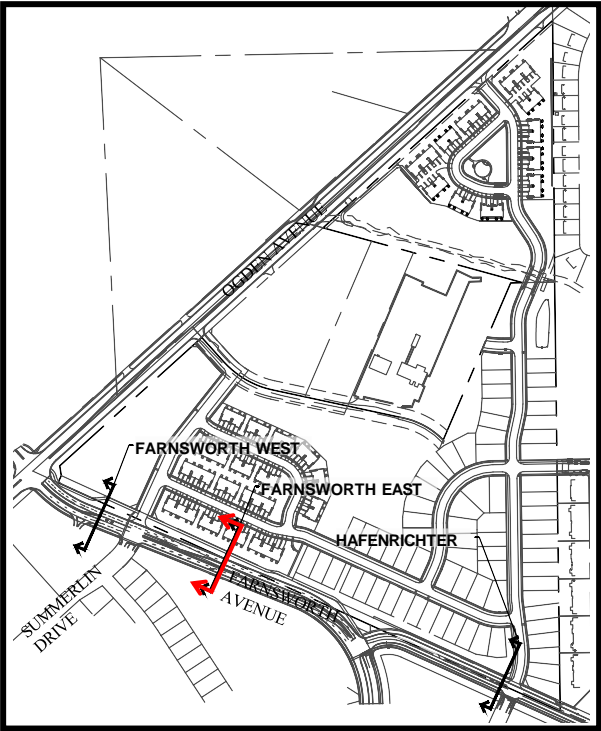 OGDEN AVENUE
FARNSWORTH WEST
FARNSWORTH EAST
HAFENRICHTER
SUMMERLIN
DRIVE
FARNSWORTH
AVENUE